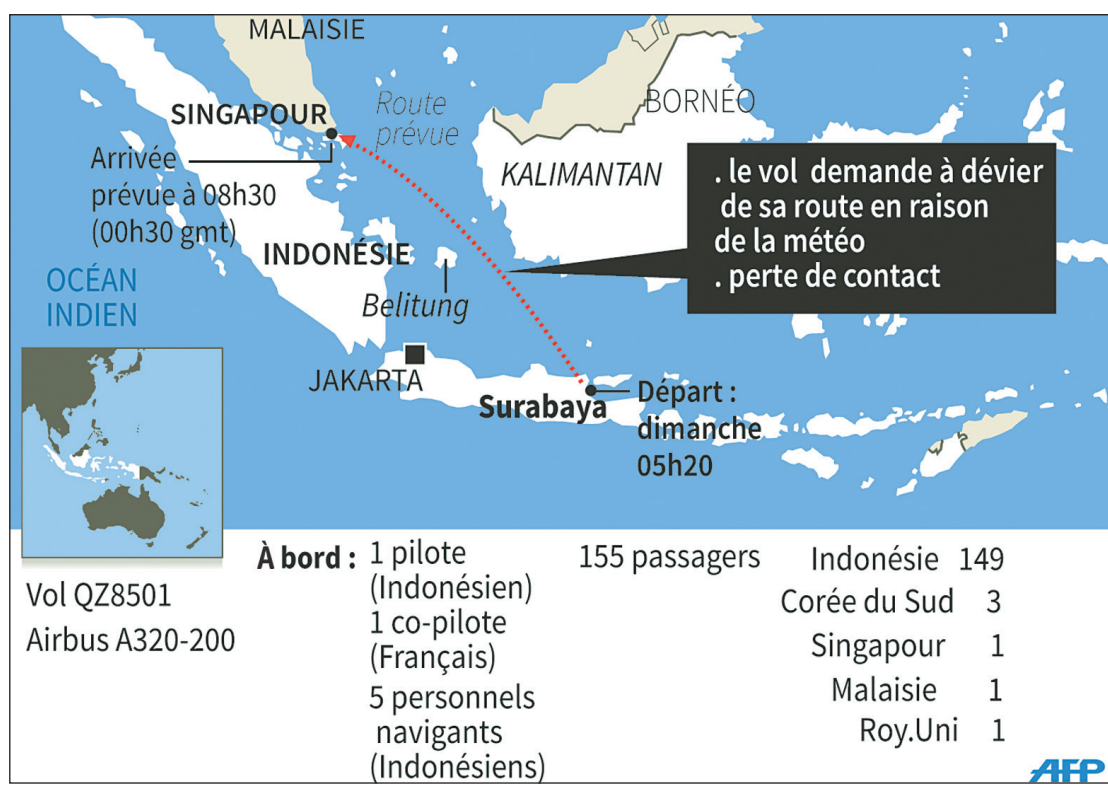 MALAISIE
SINGAPOUR
Route
prévue
BORNÉO
Arrivée
prévue à 08h30
(00h30 gmt)
KALIMANTAN
. le vol demande à dévier
de sa route en raison
de la météo
. perte de contact
INDONÉSIE
OCÉAN
INDIEN
Belitung
JAKARTA
Surabaya
Départ :
dimanche
05h20
Vol QZ8501
Airbus A320-200
À bord :
1 pilote
(Indonésien)
1 co-pilote
(Français)
5 personnels
navigants
(Indonésiens)
155 passagers
Indonésie 149
Corée du Sud 3
Singapour 1
Malaisie 1
Roy.Uni 1
AFP